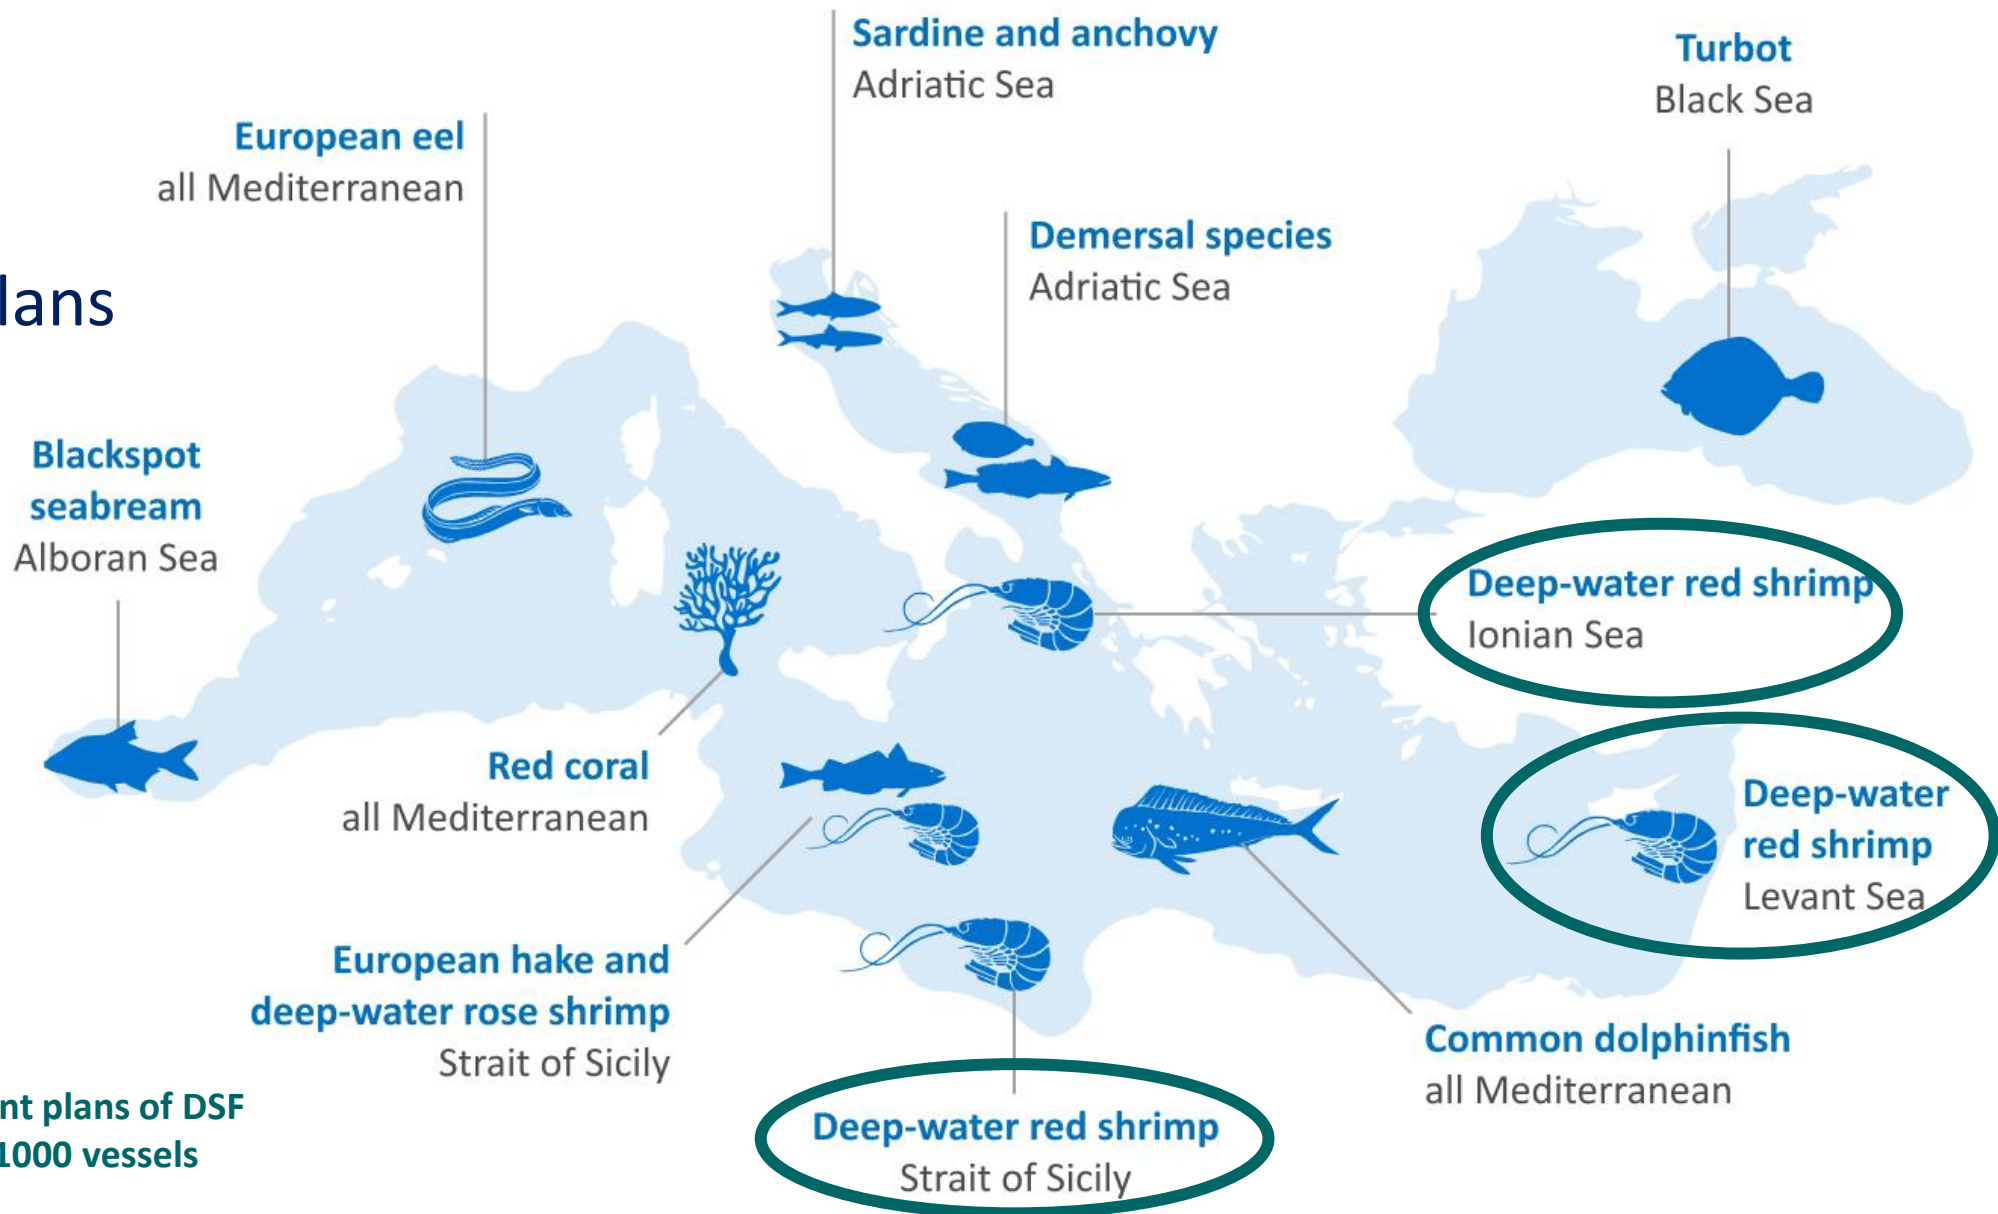 Sardine and anchovy
Adriatic Sea
Turbot
Black Sea
European eel
all Mediterranean
Demersal species
Adriatic Sea
lans
Blackspot
seabream
Alboran Sea
Deep-water red shrimp
Ionian Sea
Red coral
all Mediterranean
Deep-water
red shrimp
Levant Sea
European hake and
deep-water rose shrimp
Strait of Sicily
Common dolphinfish
all Mediterranean
nt plans of DSF
1000 vessels
Deep-water red shrimp
Strait of Sicily